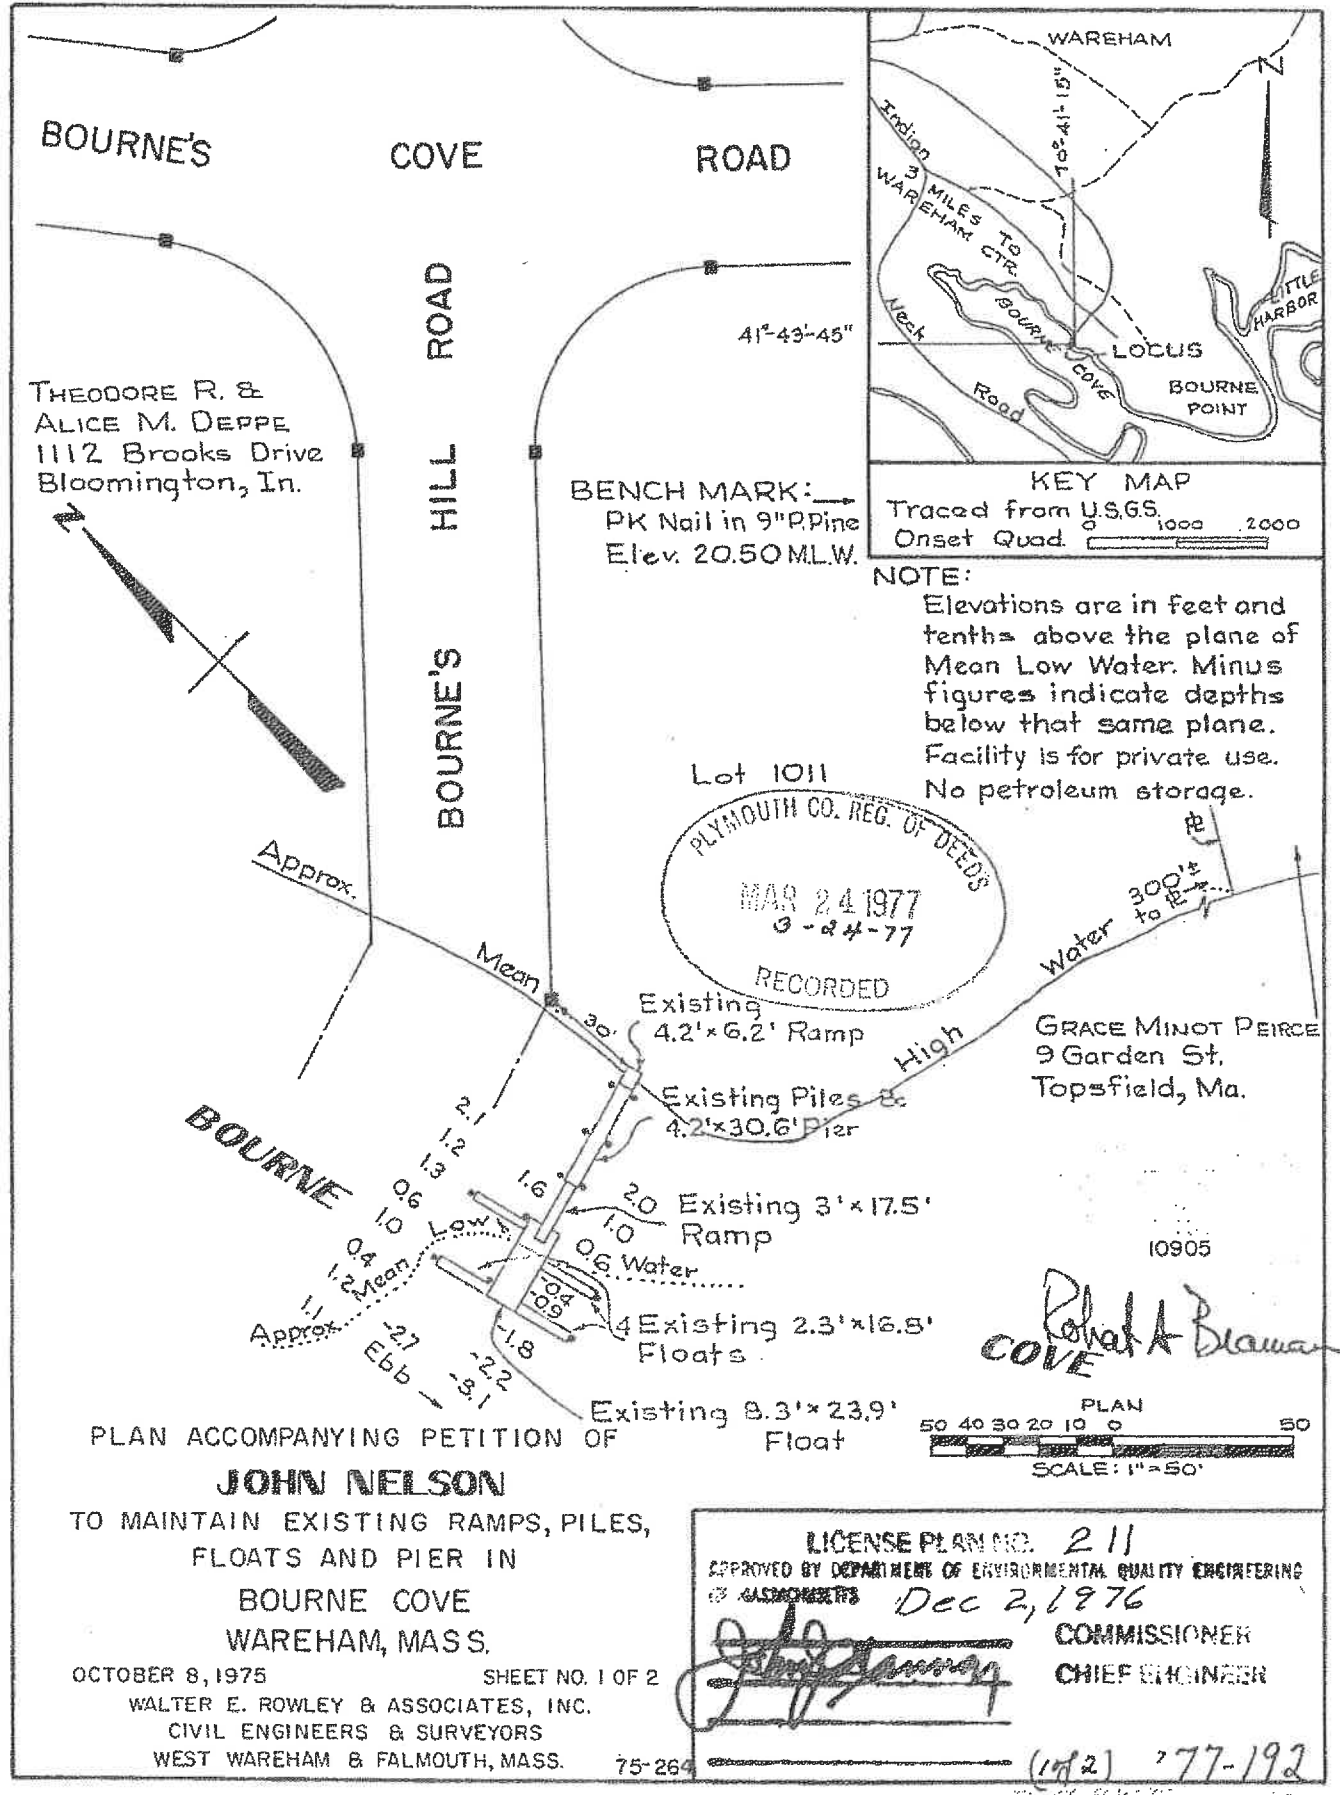 BOURNE'S COVE ROAD
BOURNE'S HILL ROAD
THEODORE R. &
ALICE M. DEPPE
1112 Brooks Drive
Bloomington, In.
N
41°-43'-45"
BENCH MARK:
PK Nail in 9" P.Pine
Elev. 20.50 M.L.W.
WAREHAM
N
70°-41'-15"
Indian
Neck
Road
3 MILES TO
WAREHAM CTR.
BOURNE COVE
LOCUS
BOURNE
POINT
LITTLE
HARBOR
KEY MAP
Traced from U.S.G.S.
Onset Quad.
0 1000 2000
NOTE:
Elevations are in feet and
tenths above the plane of
Mean Low Water. Minus
figures indicate depths
below that same plane.
Facility is for private use.
No petroleum storage.
Lot 1011
PLYMOUTH CO. REG. OF DEEDS
MAR 24 1977
3-24-77
RECORDED
Approx. Mean High Water
300'±
to ⅊
⅊
30'
Existing
4.2'×6.2' Ramp
GRACE MINOT PEIRCE
9 Garden St.
Topsfield, Ma.
Existing Piles &
4.2'×30.6' Pier
BOURNE
2.1
1.2
1.3
0.6
1.0
0.4
1.2
1.1
1.6
2.0
1.0
0.6
-0.4
-0.9
-1.8
-2.7
-2.2
-3.1
Existing 3'×17.5'
Ramp
Approx. Mean Low Water
Ebb
4 Existing 2.3'×16.8'
Floats
Existing 8.3'×23.9'
Float
10905
Robert A Braman
COVE
PLAN
50 40 30 20 10 0 50
SCALE: 1"=50'
PLAN ACCOMPANYING PETITION OF
JOHN NELSON
TO MAINTAIN EXISTING RAMPS, PILES,
FLOATS AND PIER IN
BOURNE COVE
WAREHAM, MASS.
OCTOBER 8, 1975 SHEET NO. 1 OF 2
WALTER E. ROWLEY & ASSOCIATES, INC.
CIVIL ENGINEERS & SURVEYORS
WEST WAREHAM & FALMOUTH, MASS. 75-264
LICENSE PLAN NO. 211
APPROVED BY DEPARTMENT OF ENVIRONMENTAL QUALITY ENGINEERING
OF MASSACHUSETTS Dec 2, 1976
COMMISSIONER
CHIEF ENGINEER
(1 of 2) '77-192